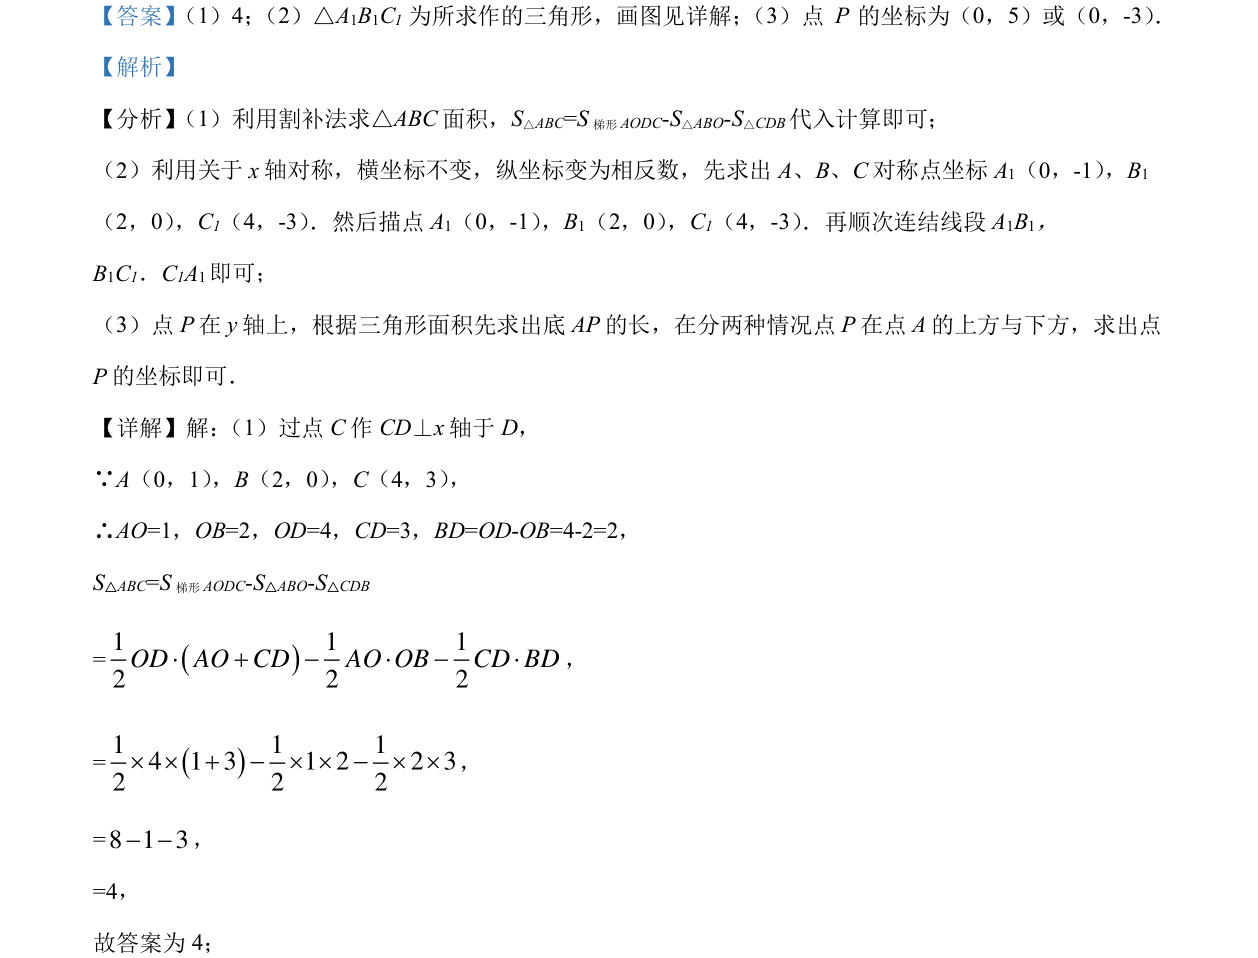 【答案】(1)4;(2)△A₁B₁C₁ 为所求作的三角形,画图见详解;(3)点 P 的坐标为(0,5)或(0,-3).
【解析】
【分析】(1)利用割补法求△ABC 面积,S△ABC=S 梯形 AODC-S△ABO-S△CDB 代入计算即可;
(2)利用关于 x 轴对称,横坐标不变,纵坐标变为相反数,先求出 A、B、C 对称点坐标 A₁(0,-1),B₁
(2,0),C₁(4,-3).然后描点 A₁(0,-1),B₁(2,0),C₁(4,-3).再顺次连结线段 A₁B₁,
B₁C₁.C₁A₁ 即可;
(3)点 P 在 y 轴上,根据三角形面积先求出底 AP 的长,在分两种情况点 P 在点 A 的上方与下方,求出点
P 的坐标即可.
【详解】解:(1)过点 C 作 CD⊥x 轴于 D,
∵A(0,1),B(2,0),C(4,3),
∴AO=1,OB=2,OD=4,CD=3,BD=OD-OB=4-2=2,
S△ABC=S 梯形 AODC-S△ABO-S△CDB
=1/2 OD·(AO+CD)−1/2 AO·OB−1/2 CD·BD,
=1/2×4×(1+3)−1/2×1×2−1/2×2×3,
=8−1−3,
=4,
故答案为 4;